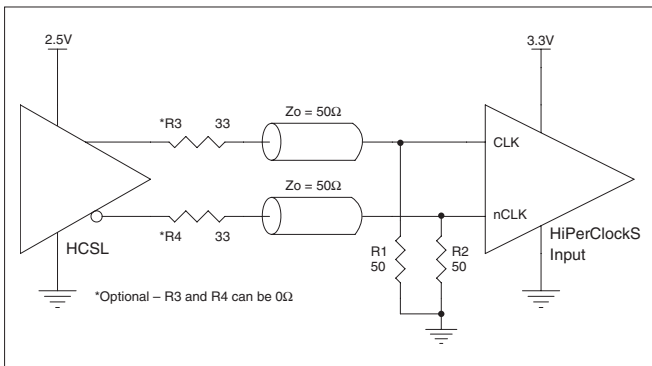 2.5V
3.3V
*R3 33
Zo = 50Ω
CLK
Zo = 50Ω
nCLK
HCSL
*R4 33
R1
50
R2
50
HiPerClockS
Input
*Optional – R3 and R4 can be 0Ω